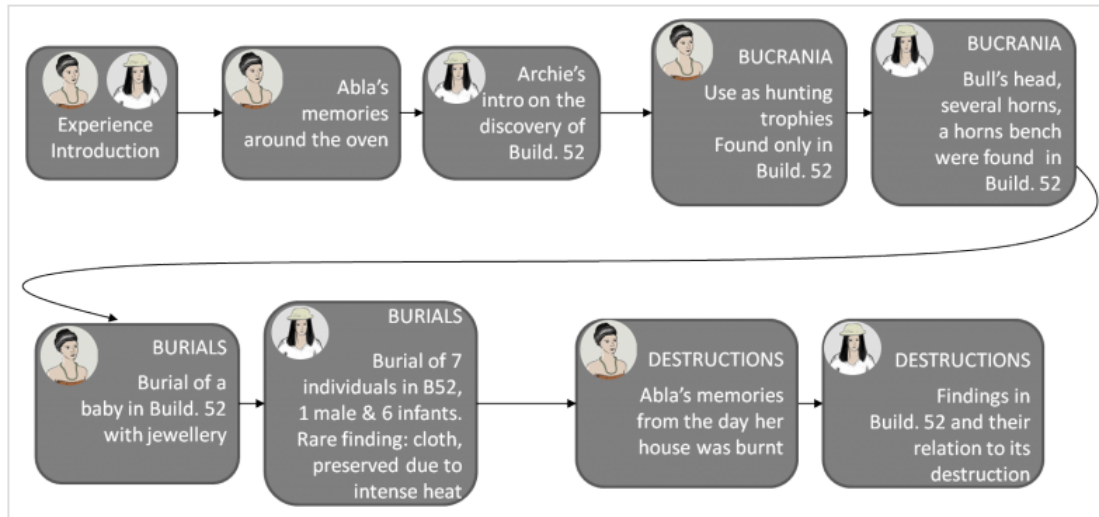 Experience
Introduction
Abla's
memories
around the oven
Archie's
intro on the
discovery of
Build. 52
BUCRANIA
Use as hunting
trophies
Found only in
Build. 52
BUCRANIA
Bull's head,
several horns,
a horns bench
were found in
Build. 52
BURIALS
Burial of a
baby in Build. 52
with jewellery
BURIALS
Burial of 7
individuals in B52,
1 male & 6 infants.
Rare finding: cloth,
preserved due to
intense heat
DESTRUCTIONS
Abla's memories
from the day her
house was burnt
DESTRUCTIONS
Findings in
Build. 52 and their
relation to its
destruction